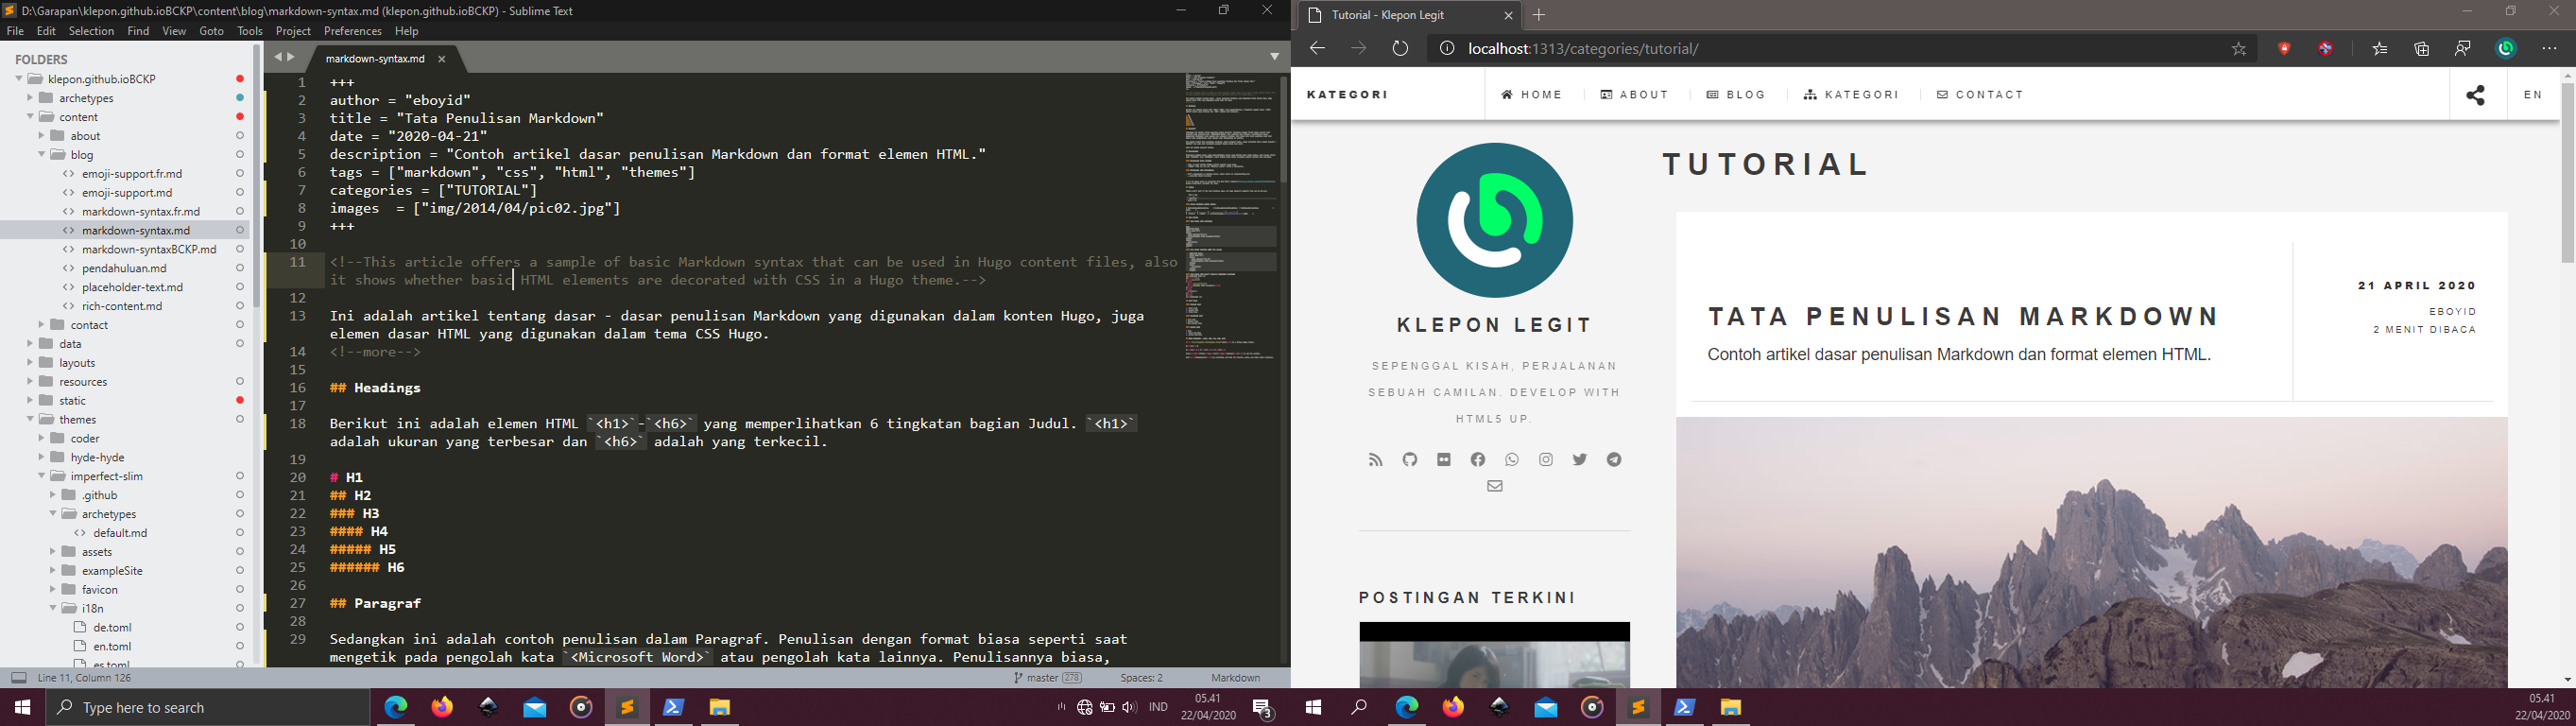 D:\Garapan\klepon.github.ioBCKP\content\blog\markdown-syntax.md (klepon.github.ioBCKP) - Sublime Text
File Edit Selection Find View Goto Tools Project Preferences Help
FOLDERS
klepon.github.ioBCKP
archetypes
content
about
blog
emoji-support.fr.md
emoji-support.md
markdown-syntax.fr.md
markdown-syntax.md
markdown-syntaxBCKP.md
pendahuluan.md
placeholder-text.md
rich-content.md
contact
data
layouts
resources
static
themes
coder
hyde-hyde
imperfect-slim
.github
archetypes
default.md
assets
exampleSite
favicon
i18n
de.toml
en.toml
es.toml
markdown-syntax.md
1 +++
2 author = "eboyid"
3 title = "Tata Penulisan Markdown"
4 date = "2020-04-21"
5 description = "Contoh artikel dasar penulisan Markdown dan format elemen HTML."
6 tags = ["markdown", "css", "html", "themes"]
7 categories = ["TUTORIAL"]
8 images  = ["img/2014/04/pic02.jpg"]
9 +++
10
11 <!--This article offers a sample of basic Markdown syntax that can be used in Hugo content files, also
it shows whether basic HTML elements are decorated with CSS in a Hugo theme.-->
12
13 Ini adalah artikel tentang dasar - dasar penulisan Markdown yang digunakan dalam konten Hugo, juga
elemen dasar HTML yang digunakan dalam tema CSS Hugo.
14 <!--more-->
15
16 ## Headings
17
18 Berikut ini adalah elemen HTML `<h1>`-`<h6>` yang memperlihatkan 6 tingkatan bagian Judul. `<h1>`
adalah ukuran yang terbesar dan `<h6>` adalah yang terkecil.
19
20 # H1
21 ## H2
22 ### H3
23 #### H4
24 ##### H5
25 ###### H6
26
27 ## Paragraf
28
29 Sedangkan ini adalah contoh penulisan dalam Paragraf. Penulisan dengan format biasa seperti saat
mengetik pada pengolah kata `<Microsoft Word>` atau pengolah kata lainnya. Penulisannya biasa,
Line 11, Column 126
master 278
Spaces: 2
Markdown
Type here to search
IND
05.41
22/04/2020
3
Tutorial - Klepon Legit
localhost:1313/categories/tutorial/
KATEGORI
HOME ABOUT BLOG KATEGORI CONTACT
EN
KLEPON LEGIT
SEPENGGAL KISAH, PERJALANAN
SEBUAH CAMILAN. DEVELOP WITH
HTML5 UP.
POSTINGAN TERKINI
TUTORIAL
TATA PENULISAN MARKDOWN
Contoh artikel dasar penulisan Markdown dan format elemen HTML.
21 APRIL 2020
EBOYID
2 MENIT DIBACA
05.41
22/04/2020